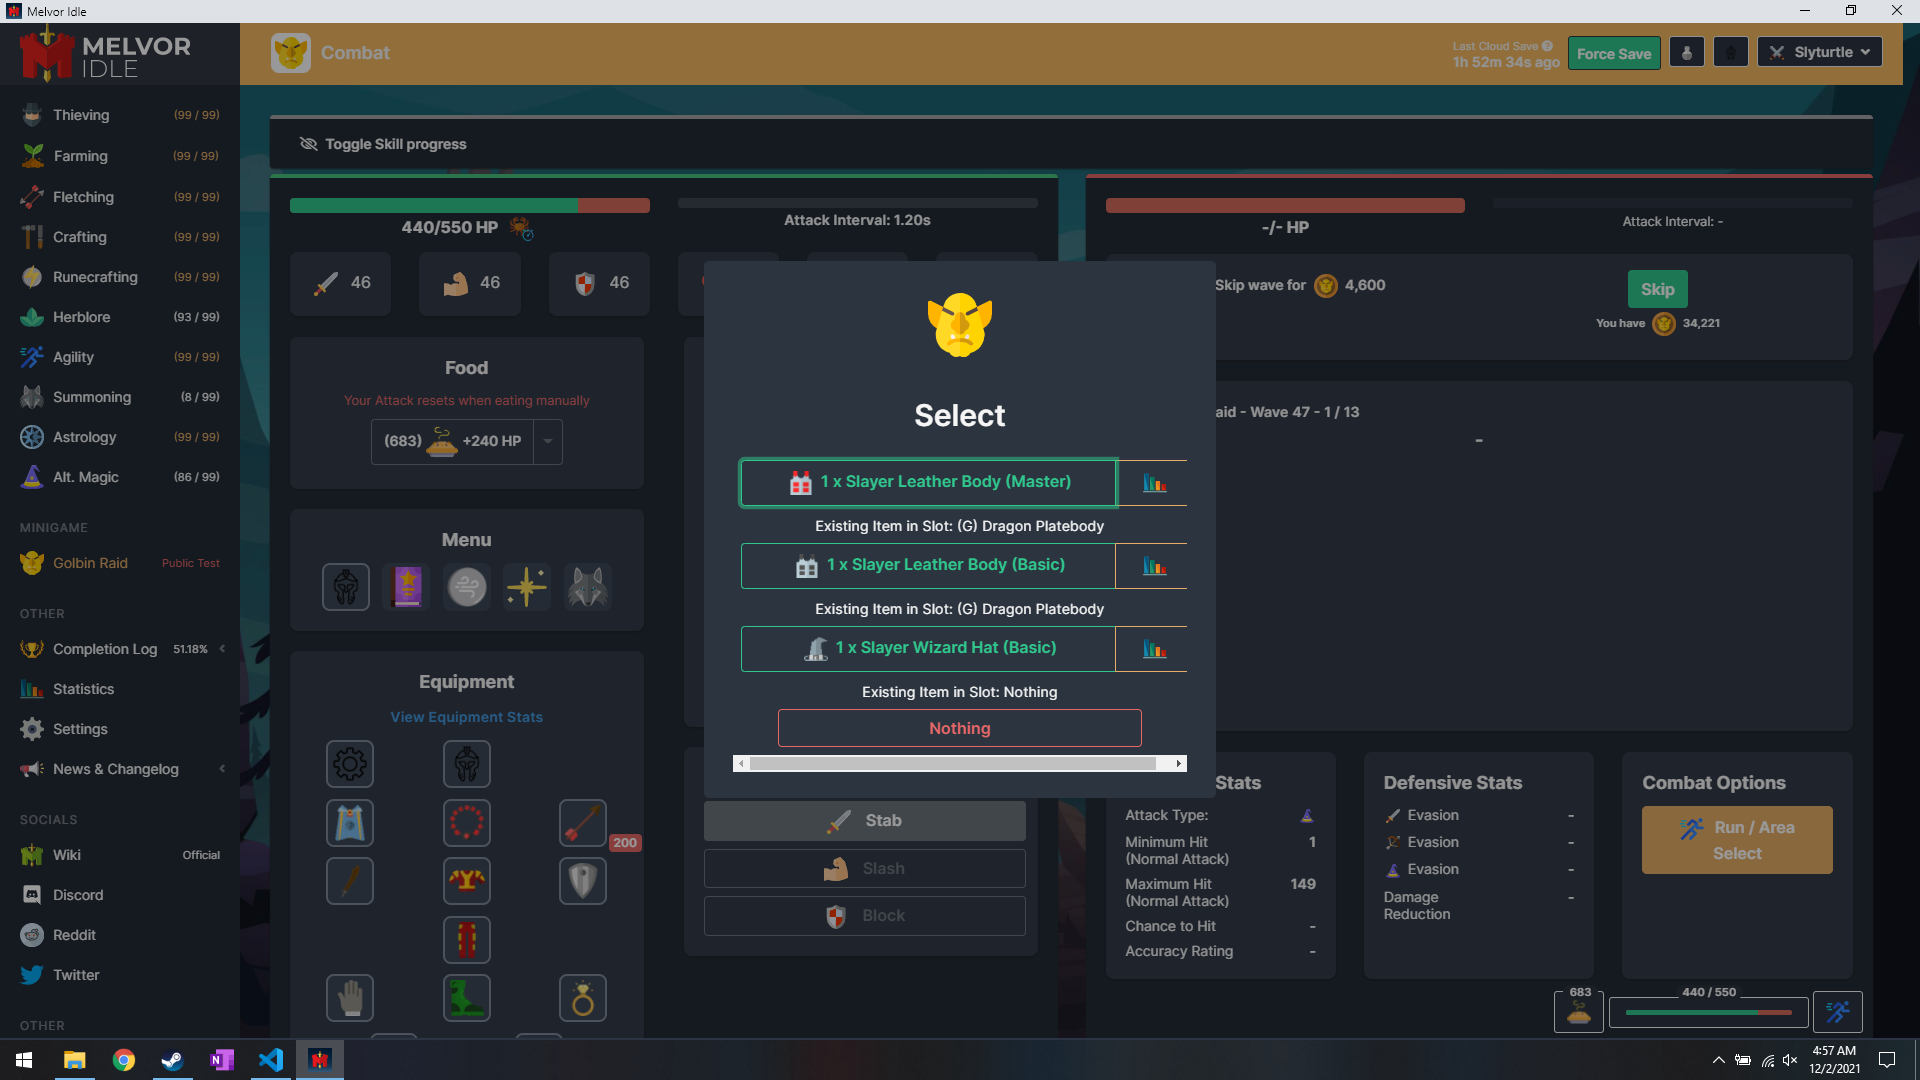 Melvor Idle
MELVOR
IDLE
Combat
Last Cloud Save
1h 52m 34s ago
Force Save
Slyturtle
Thieving (99 / 99)
Farming (99 / 99)
Fletching (99 / 99)
Crafting (99 / 99)
Runecrafting (99 / 99)
Herblore (93 / 99)
Agility (99 / 99)
Summoning (8 / 99)
Astrology (99 / 99)
Alt. Magic (86 / 99)
MINIGAME
Golbin Raid Public Test
OTHER
Completion Log 51.18%
Statistics
Settings
News & Changelog
SOCIALS
Wiki Official
Discord
Reddit
Twitter
OTHER
Toggle Skill progress
440/550 HP
Attack Interval: 1.20s
46
46
46
Food
Your Attack resets when eating manually
(683) +240 HP
Menu
Equipment
View Equipment Stats
200
Select
1 x Slayer Leather Body (Master)
Existing Item in Slot: (G) Dragon Platebody
1 x Slayer Leather Body (Basic)
Existing Item in Slot: (G) Dragon Platebody
1 x Slayer Wizard Hat (Basic)
Existing Item in Slot: Nothing
Nothing
Stab
Slash
Block
-/- HP
Attack Interval: -
Skip wave for 4,600
Skip
You have 34,221
aid - Wave 47 - 1 / 13
-
Stats
Attack Type:
Minimum Hit
(Normal Attack) 1
Maximum Hit
(Normal Attack) 149
Chance to Hit -
Accuracy Rating -
Defensive Stats
Evasion -
Evasion -
Evasion -
Damage
Reduction -
Combat Options
Run / Area
Select
683
440 / 550
4:57 AM
12/2/2021